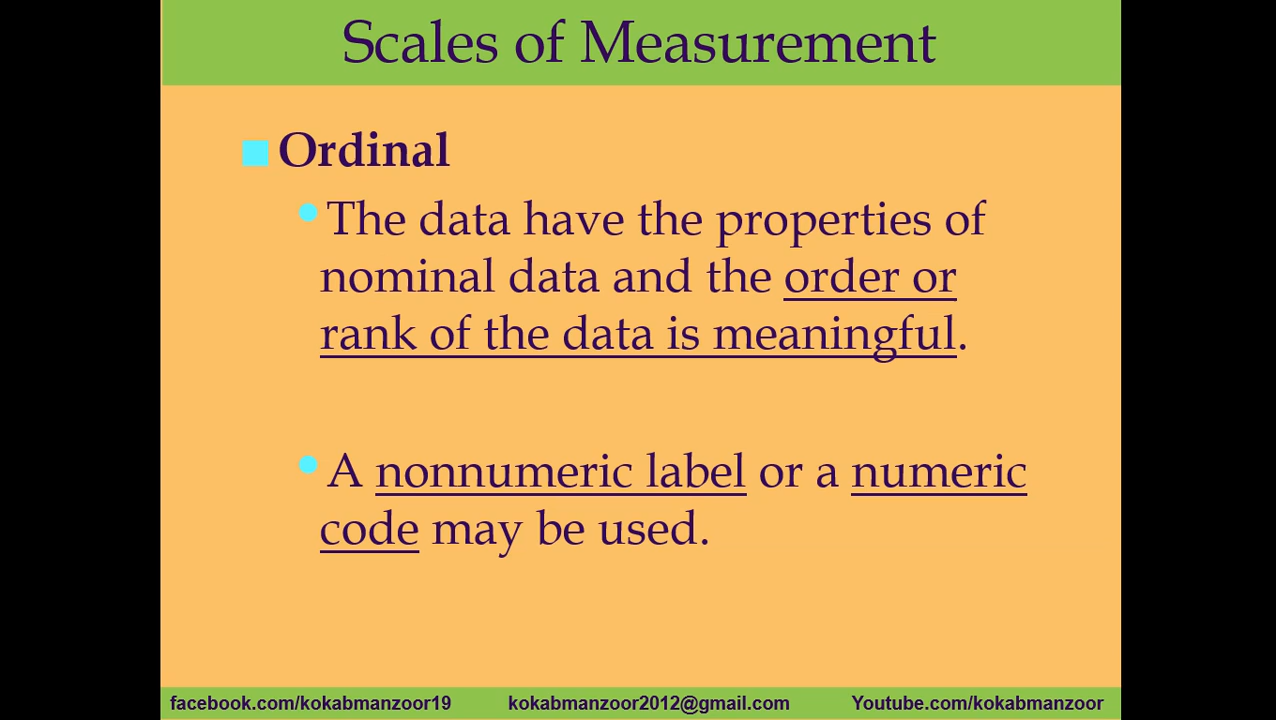 Scales of Measurement
Ordinal
The data have the properties of
nominal data and the order or
rank of the data is meaningful.
A nonnumeric label or a numeric
code may be used.
facebook.com/kokabmanzoor19 kokabmanzoor2012@gmail.com Youtube.com/kokabmanzoor